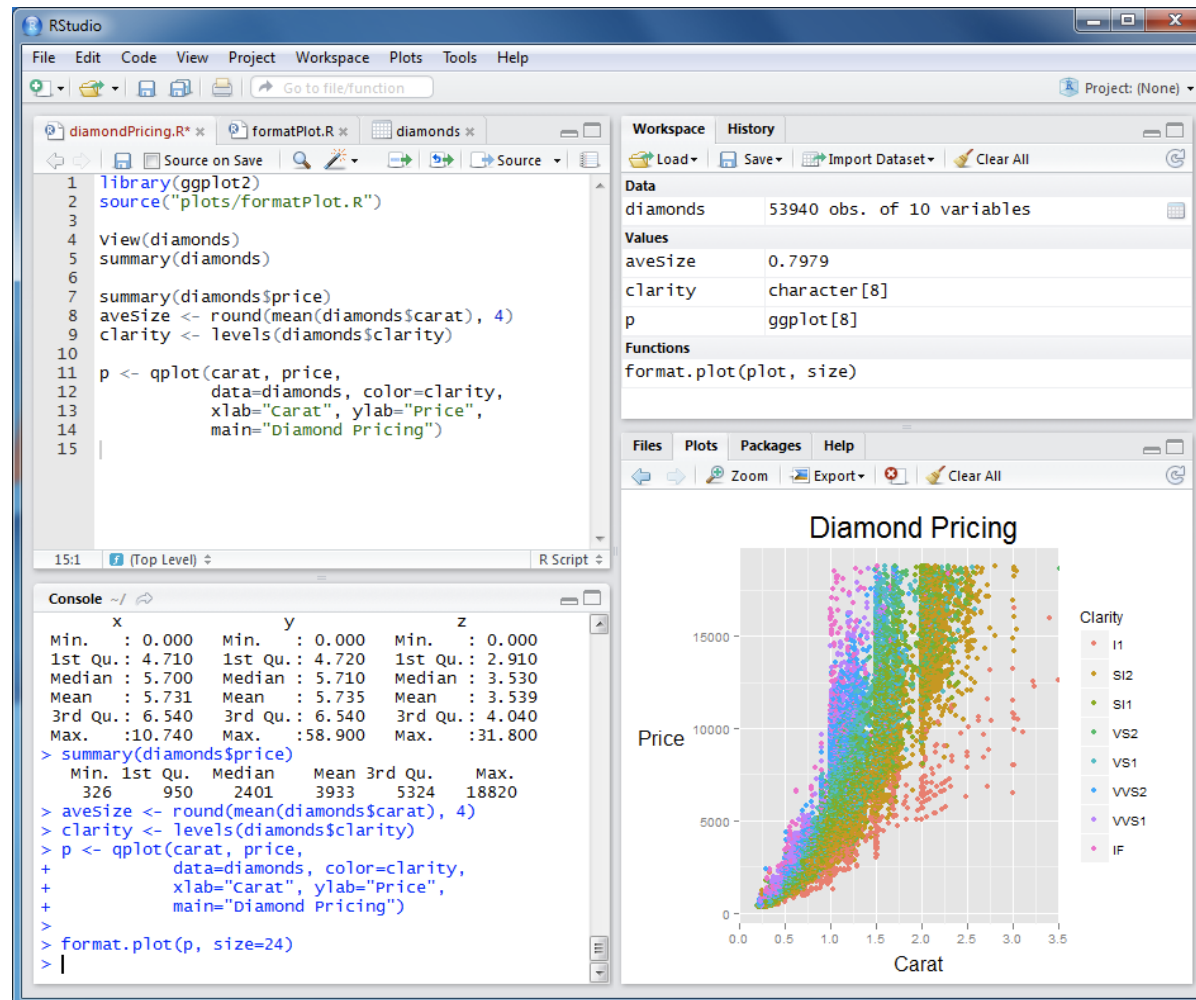 RStudio
File Edit Code View Project Workspace Plots Tools Help
Go to file/function
Project: (None)
diamondPricing.R* × formatPlot.R × diamonds ×
Source on Save Source
1 library(ggplot2)
2 source("plots/formatPlot.R")
3
4 View(diamonds)
5 summary(diamonds)
6
7 summary(diamonds$price)
8 aveSize <- round(mean(diamonds$carat), 4)
9 clarity <- levels(diamonds$clarity)
10
11 p <- qplot(carat, price,
12 data=diamonds, color=clarity,
13 xlab="Carat", ylab="Price",
14 main="Diamond Pricing")
15
15:1 (Top Level) R Script
Console ~/
x y z
Min. : 0.000 Min. : 0.000 Min. : 0.000
1st Qu.: 4.710 1st Qu.: 4.720 1st Qu.: 2.910
Median : 5.700 Median : 5.710 Median : 3.530
Mean : 5.731 Mean : 5.735 Mean : 3.539
3rd Qu.: 6.540 3rd Qu.: 6.540 3rd Qu.: 4.040
Max. :10.740 Max. :58.900 Max. :31.800
> summary(diamonds$price)
Min. 1st Qu. Median Mean 3rd Qu. Max.
326 950 2401 3933 5324 18820
> aveSize <- round(mean(diamonds$carat), 4)
> clarity <- levels(diamonds$clarity)
> p <- qplot(carat, price,
+ data=diamonds, color=clarity,
+ xlab="Carat", ylab="Price",
+ main="Diamond Pricing")
>
> format.plot(p, size=24)
>
Workspace History
Load Save Import Dataset Clear All
Data
diamonds 53940 obs. of 10 variables
Values
aveSize 0.7979
clarity character[8]
p ggplot[8]
Functions
format.plot(plot, size)
Files Plots Packages Help
Zoom Export Clear All
Diamond Pricing
15000
10000
Price
5000
0
0.0 0.5 1.0 1.5 2.0 2.5 3.0 3.5
Carat
Clarity
I1
SI2
SI1
VS2
VS1
VVS2
VVS1
IF